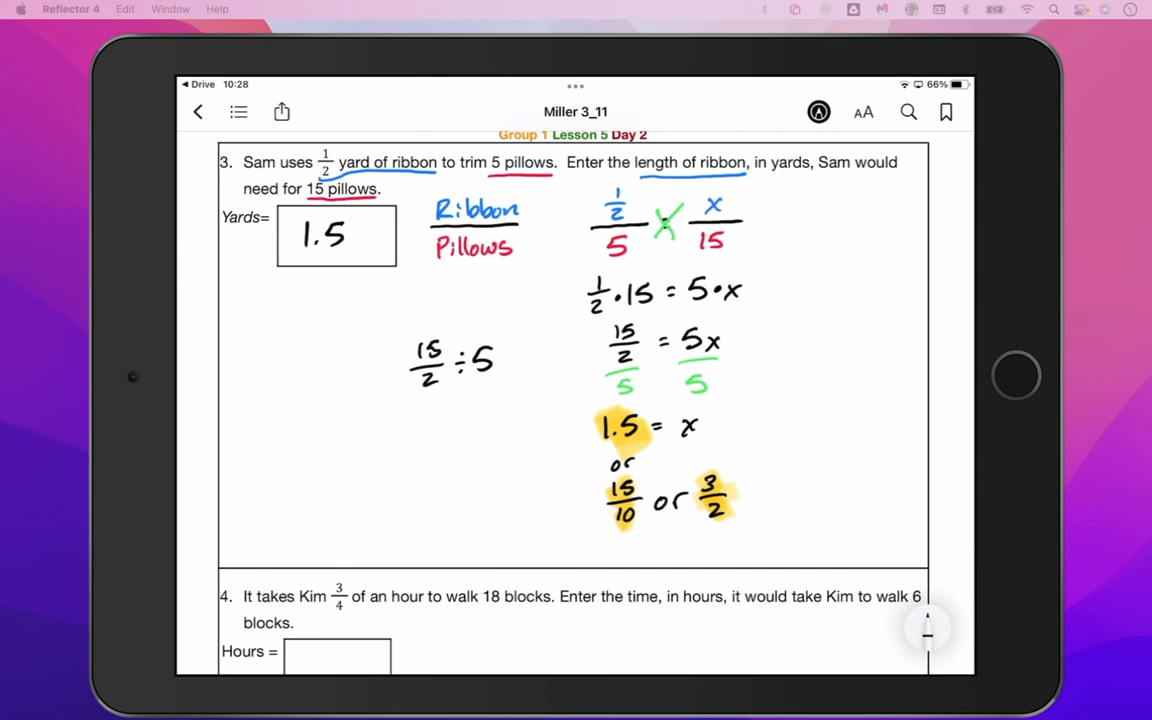 Reflector 4 Edit Window Help
Drive 10:28 66%
AA
Miller 3_11
Group 1 Lesson 5 Day 2
3. Sam uses 1/2 yard of ribbon to trim 5 pillows. Enter the length of ribbon, in yards, Sam would
need for 15 pillows.
Yards= 1.5
Ribbon
Pillows
1/2 / 5 : x / 15
1/2 · 15 = 5 · x
15/2 = 5x
5 5
15/2 ÷ 5
1.5 = x
or
15/10 or 3/2
4. It takes Kim 3/4 of an hour to walk 18 blocks. Enter the time, in hours, it would take Kim to walk 6
blocks.
Hours =